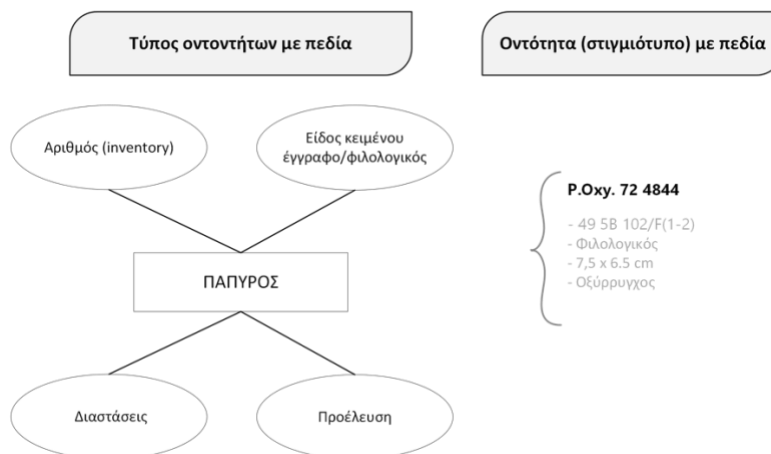 Τύπος οντοντήτων με πεδία
Οντότητα (στιγμιότυπο) με πεδία
Αριθμός (inventory)
Είδος κειμένου
έγγραφο/φιλολογικός
P.Oxy. 72 4844
- 49 5B 102/F(1-2)
- Φιλολογικός
- 7,5 x 6.5 cm
- Οξύρρυγχος
ΠΑΠΥΡΟΣ
Διαστάσεις
Προέλευση